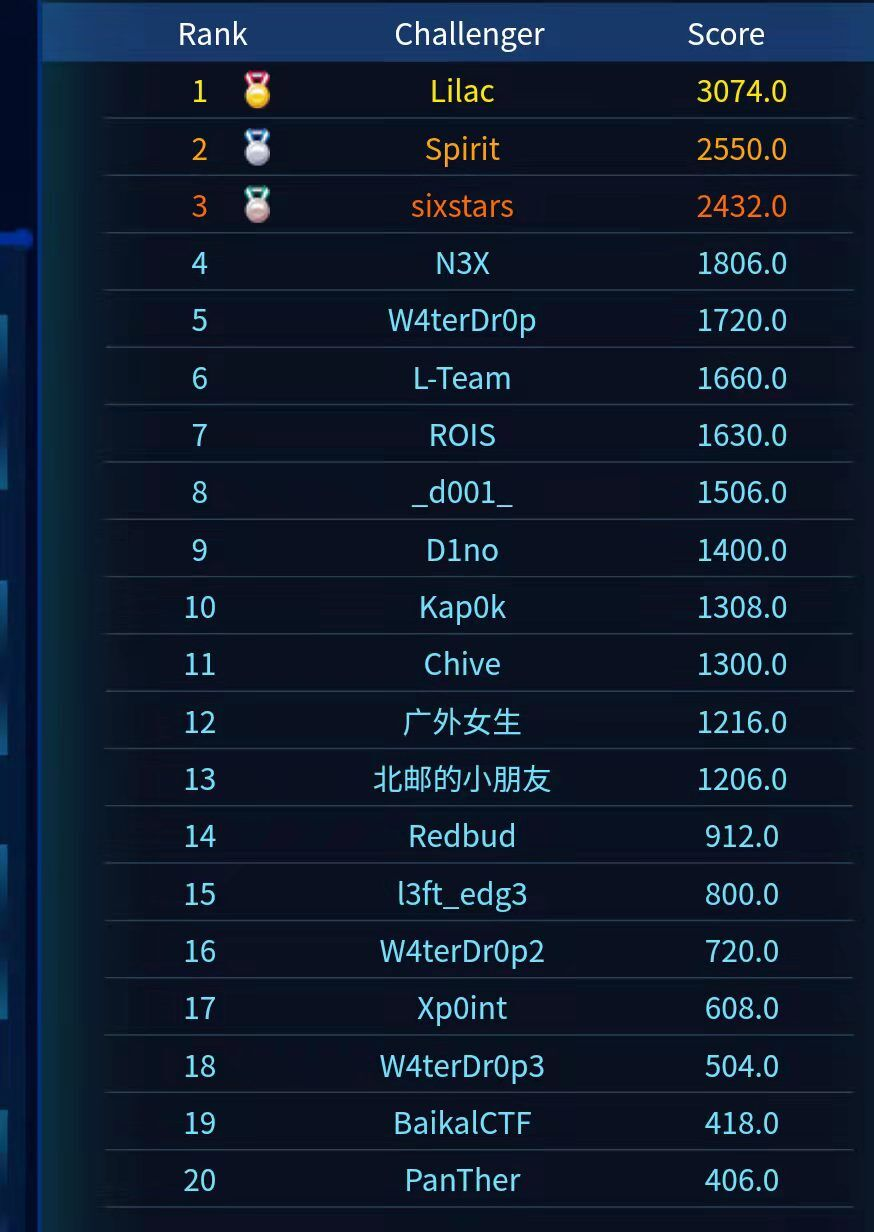 Rank Challenger Score
1 Lilac 3074.0
2 Spirit 2550.0
3 sixstars 2432.0
4 N3X 1806.0
5 W4terDr0p 1720.0
6 L-Team 1660.0
7 ROIS 1630.0
8 _d001_ 1506.0
9 D1no 1400.0
10 Kap0k 1308.0
11 Chive 1300.0
12 广外女生 1216.0
13 北邮的小朋友 1206.0
14 Redbud 912.0
15 l3ft_edg3 800.0
16 W4terDr0p2 720.0
17 Xp0int 608.0
18 W4terDr0p3 504.0
19 BaikalCTF 418.0
20 PanTher 406.0